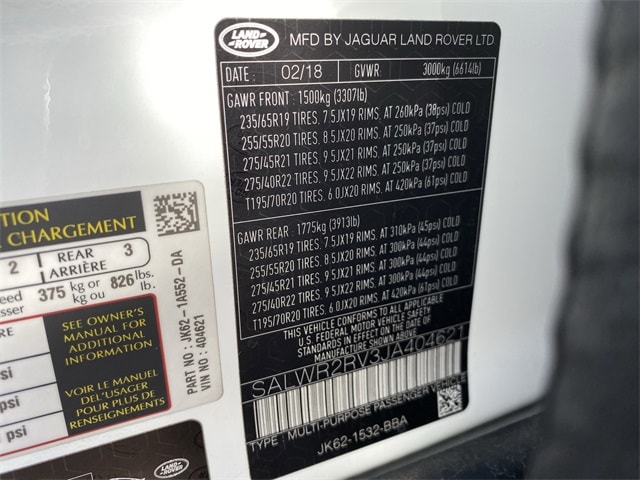 LAND ROVER
MFD BY JAGUAR LAND ROVER LTD
DATE : 02/18 GVWR : 3000kg (6614lb)
GAWR FRONT : 1500kg (3307lb)
235/65R19 TIRES, 7.5JX19 RIMS, AT 260kPa (38psi) COLD
255/55R20 TIRES, 8.5JX20 RIMS, AT 250kPa (37psi) COLD
275/45R21 TIRES, 9.5JX21 RIMS, AT 250kPa (37psi) COLD
275/40R22 TIRES, 9.5JX22 RIMS, AT 250kPa (37psi) COLD
T195/70R20 TIRES, 6.0JX20 RIMS, AT 420kPa (61psi) COLD
GAWR REAR : 1775kg (3913lb)
235/65R19 TIRES, 7.5JX19 RIMS, AT 310kPa (45psi) COLD
255/55R20 TIRES, 8.5JX20 RIMS, AT 300kPa (44psi) COLD
275/45R21 TIRES, 9.5JX21 RIMS, AT 300kPa (44psi) COLD
275/40R22 TIRES, 9.5JX22 RIMS, AT 300kPa (44psi) COLD
T195/70R20 TIRES, 6.0JX20 RIMS, AT 420kPa (61psi) COLD
THIS VEHICLE CONFORMS TO ALL APPLICABLE
U.S. FEDERAL MOTOR VEHICLE SAFETY
STANDARDS IN EFFECT ON THE DATE OF
MANUFACTURE SHOWN ABOVE.
SALWR2RV3JA404621
TYPE : MULTI-PURPOSE PASSENGER VEHICLE
JK62-1532-BBA
CHARGEMENT
2 REAR 3
ARRIÈRE
375 kg or 826 lbs.
kg ou lb.
SEE OWNER'S
MANUAL FOR
ADDITIONAL
INFORMATION
VOIR LE MANUEL
DE L'USAGER
POUR PLUS DE
RENSEIGNEMENTS
PART NO : JK62-1A552-DA
VIN NO : 404621
LAND ROVER